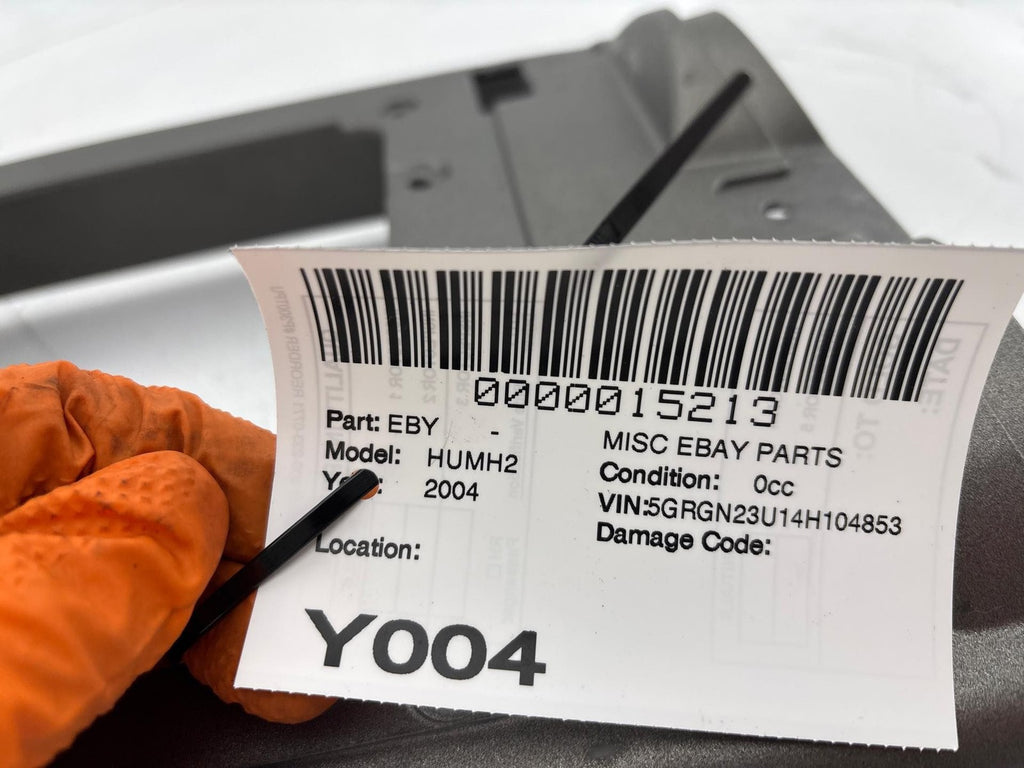 0000015213
Part: EBY -
MISC EBAY PARTS
Model: HUMH2
Condition: 0cc
2004
VIN:5GRGN23U14H104853
Location:
Damage Code:
Y004